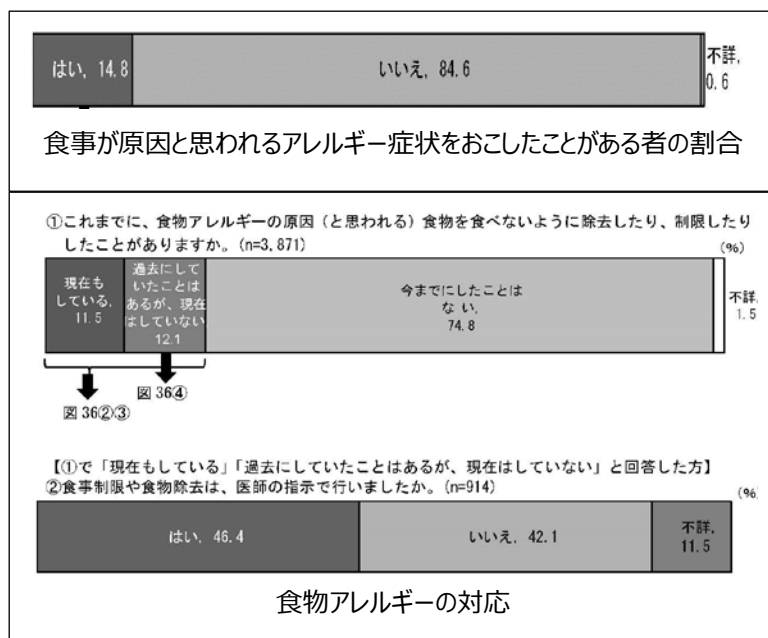 はい, 14.8
いいえ, 84.6
不詳,
0.6
食事が原因と思われるアレルギー症状をおこしたことがある者の割合
①これまでに、食物アレルギーの原因（と思われる）食物を食べないように除去したり、制限したり
したことがありますか。(n=3,871)
(%)
現在も
している,
11.5
過去にして
いたことは
あるが、現在
はしていない
12.1
今までにしたことは
な い,
74.8
不詳,
1.5
図 36②③
図 36④
【①で「現在もしている」「過去にしていたことはあるが、現在はしていない」と回答した方】
②食事制限や食物除去は、医師の指示で行いましたか。(n=914)
(%)
はい, 46.4
いいえ, 42.1
不詳,
11.5
食物アレルギーの対応